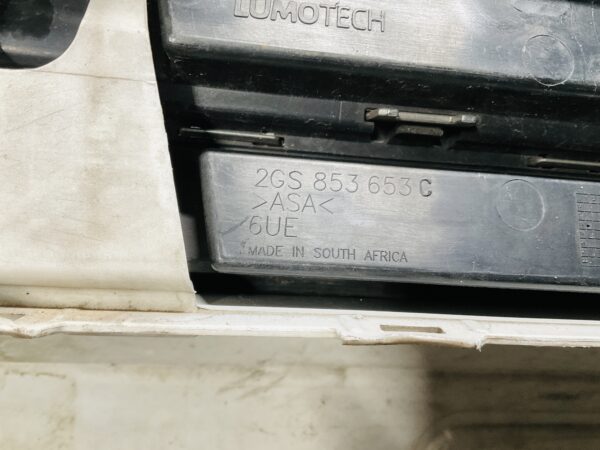 LUMOTECH
2GS 853 653 C
>ASA<
6UE
MADE IN SOUTH AFRICA